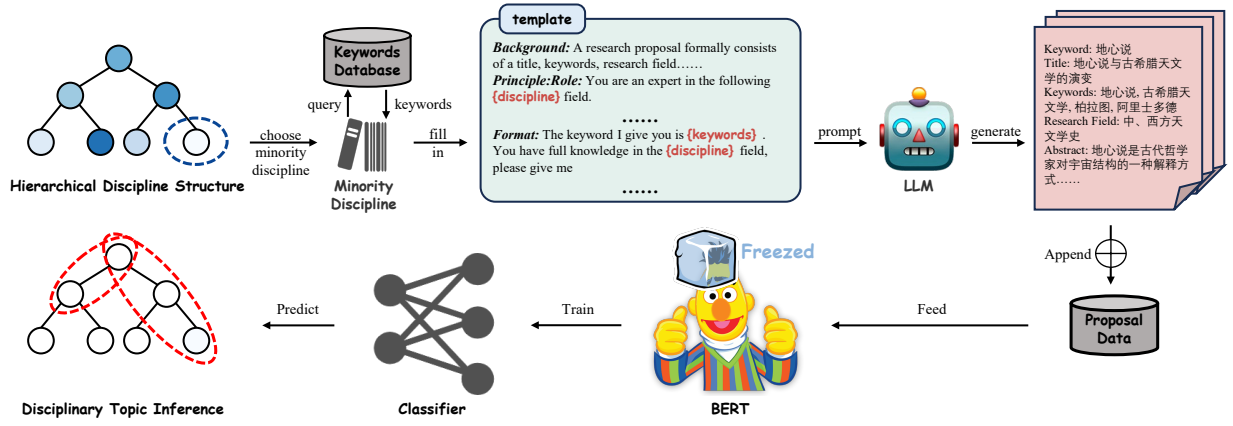 template
Background: A research proposal formally consists
of a title, keywords, research field……
Principle:Role: You are an expert in the following
{discipline} field.
……
Format: The keyword I give you is {keywords} .
You have full knowledge in the {discipline} field,
please give me
……
Keywords
Database
query
keywords
choose
minority
discipline
fill
in
prompt
generate
Hierarchical Discipline Structure
Minority
Discipline
LLM
Keyword: 地心说
Title: 地心说与古希腊天文
学的演变
Keywords: 地心说, 古希腊天
文学, 柏拉图, 阿里士多德
Research Field: 中、西方天
文学史
Abstract: 地心说是古代哲学
家对宇宙结构的一种解释方
式……
Append
Proposal
Data
Feed
Freezed
BERT
Train
Classifier
Predict
Disciplinary Topic Inference